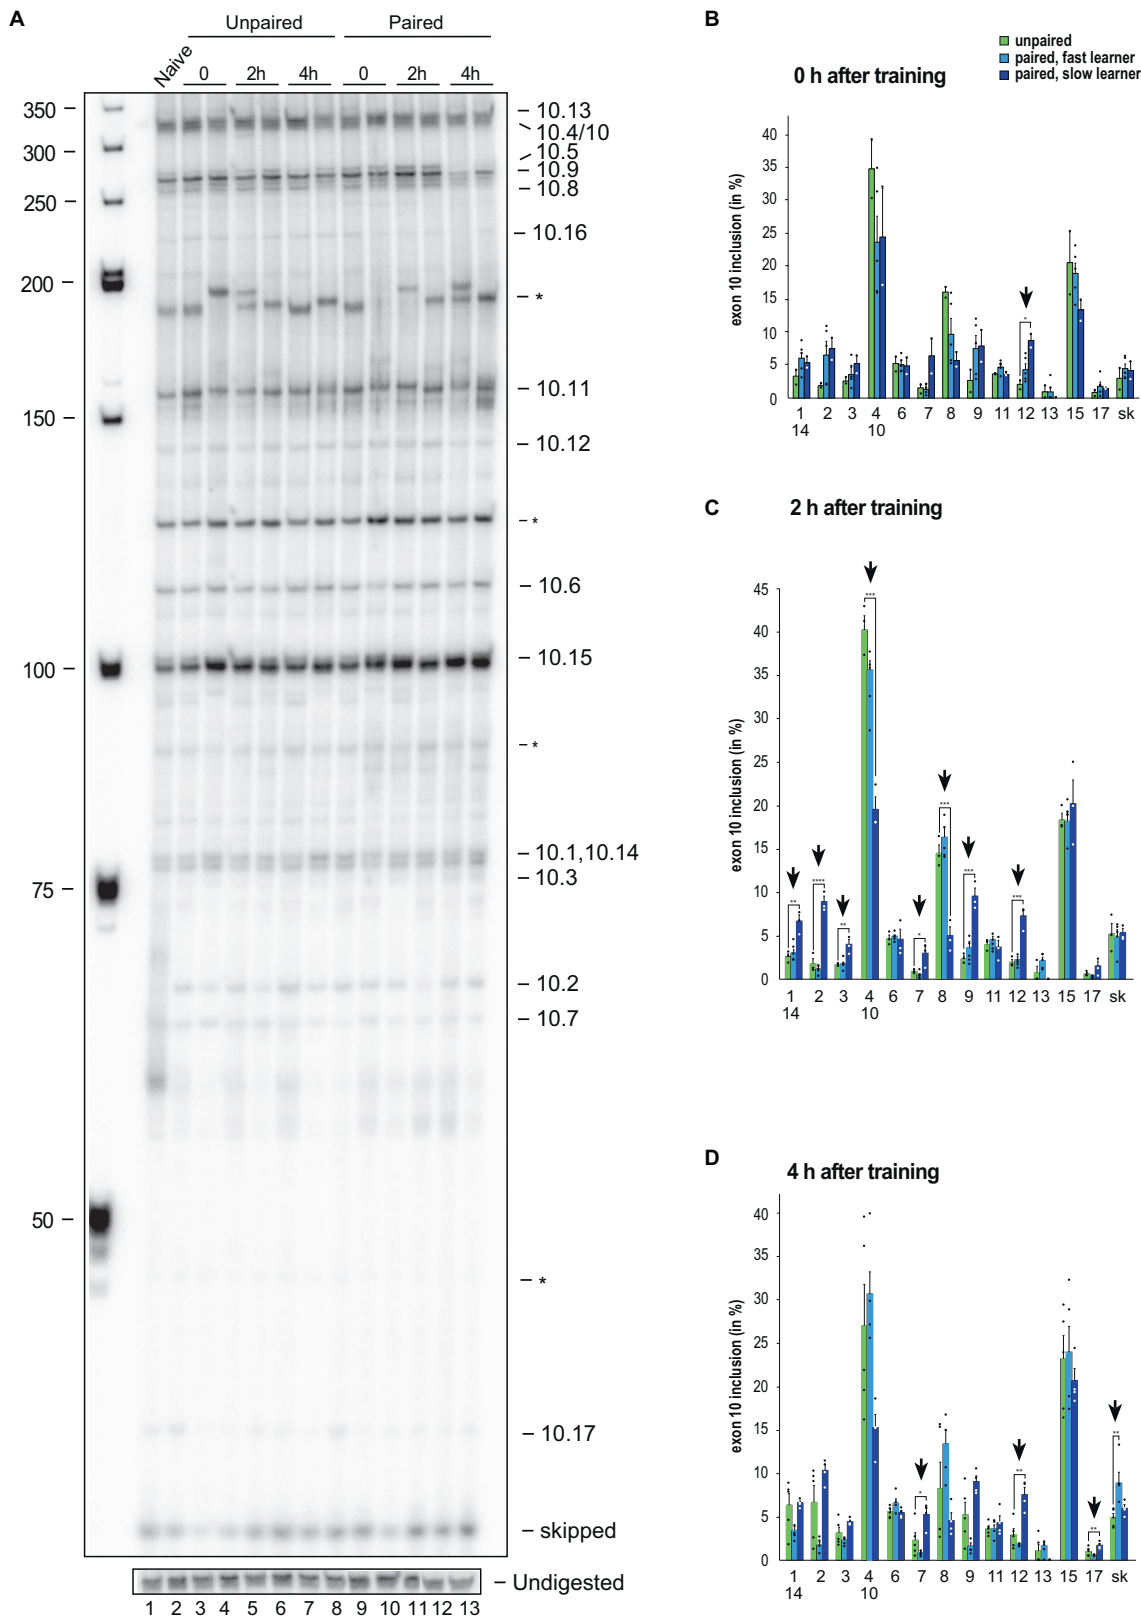 A
Unpaired Paired
Naive 0 2h 4h 0 2h 4h
350
300
250
200
150
100
75
50
10.13
10.4/10
10.5
10.9
10.8
10.16
*
10.11
10.12
*
10.6
10.15
*
10.1,10.14
10.3
10.2
10.7
*
10.17
skipped
Undigested
1 2 3 4 5 6 7 8 9 10 11 12 13
B
unpaired
paired, fast learner
paired, slow learner
0 h after training
exon 10 inclusion (in %)
40
35
30
25
20
15
10
5
0
*
1 2 3 4 6 7 8 9 11 12 13 15 17 sk
14 10
C
2 h after training
exon 10 inclusion (in %)
45
40
35
30
25
20
15
10
5
0
** **** ** *** * *** *** ***
1 2 3 4 6 7 8 9 11 12 13 15 17 sk
14 10
D
4 h after training
exon 10 inclusion (in %)
40
35
30
25
20
15
10
5
0
* ** ** **
1 2 3 4 6 7 8 9 11 12 13 15 17 sk
14 10